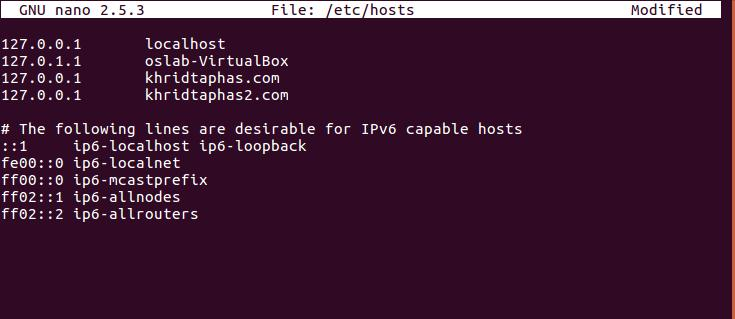 GNU nano 2.5.3 File: /etc/hosts Modified
127.0.0.1 localhost
127.0.1.1 oslab-VirtualBox
127.0.0.1 khridtaphas.com
127.0.0.1 khridtaphas2.com
# The following lines are desirable for IPv6 capable hosts
::1 ip6-localhost ip6-loopback
fe00::0 ip6-localnet
ff00::0 ip6-mcastprefix
ff02::1 ip6-allnodes
ff02::2 ip6-allrouters